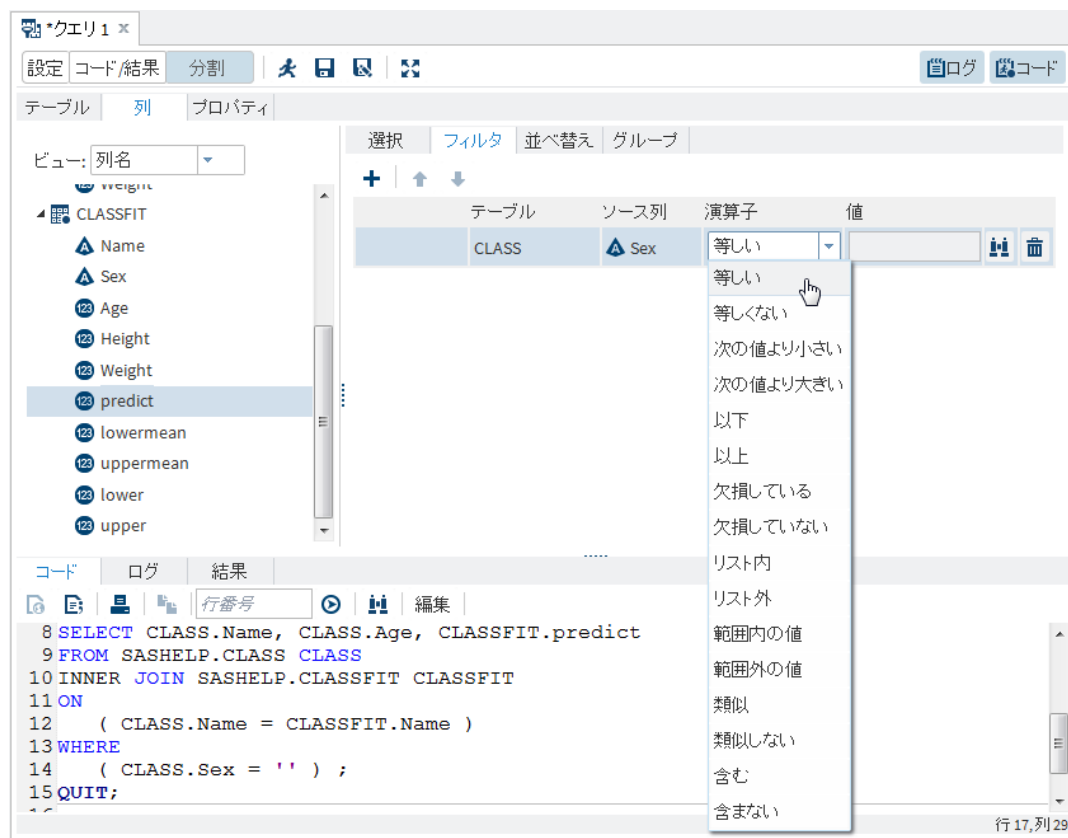 *クエリ 1 ×
設定 コード/結果 分割 ログ コード
テーブル 列 プロパティ
選択 フィルタ 並べ替え グループ
ビュー: 列名
Weight
CLASSFIT
Name
Sex
Age
Height
Weight
predict
lowermean
uppermean
lower
upper
テーブル ソース列 演算子 値
CLASS Sex 等しい
等しい
等しくない
次の値より小さい
次の値より大きい
以下
以上
欠損している
欠損していない
リスト内
リスト外
範囲内の値
範囲外の値
類似
類似しない
含む
含まない
コード ログ 結果
行番号 編集
8 SELECT CLASS.Name, CLASS.Age, CLASSFIT.predict
9 FROM SASHELP.CLASS CLASS
10 INNER JOIN SASHELP.CLASSFIT CLASSFIT
11 ON
12 ( CLASS.Name = CLASSFIT.Name )
13 WHERE
14 ( CLASS.Sex = '' ) ;
15 QUIT;
行 17,列 29